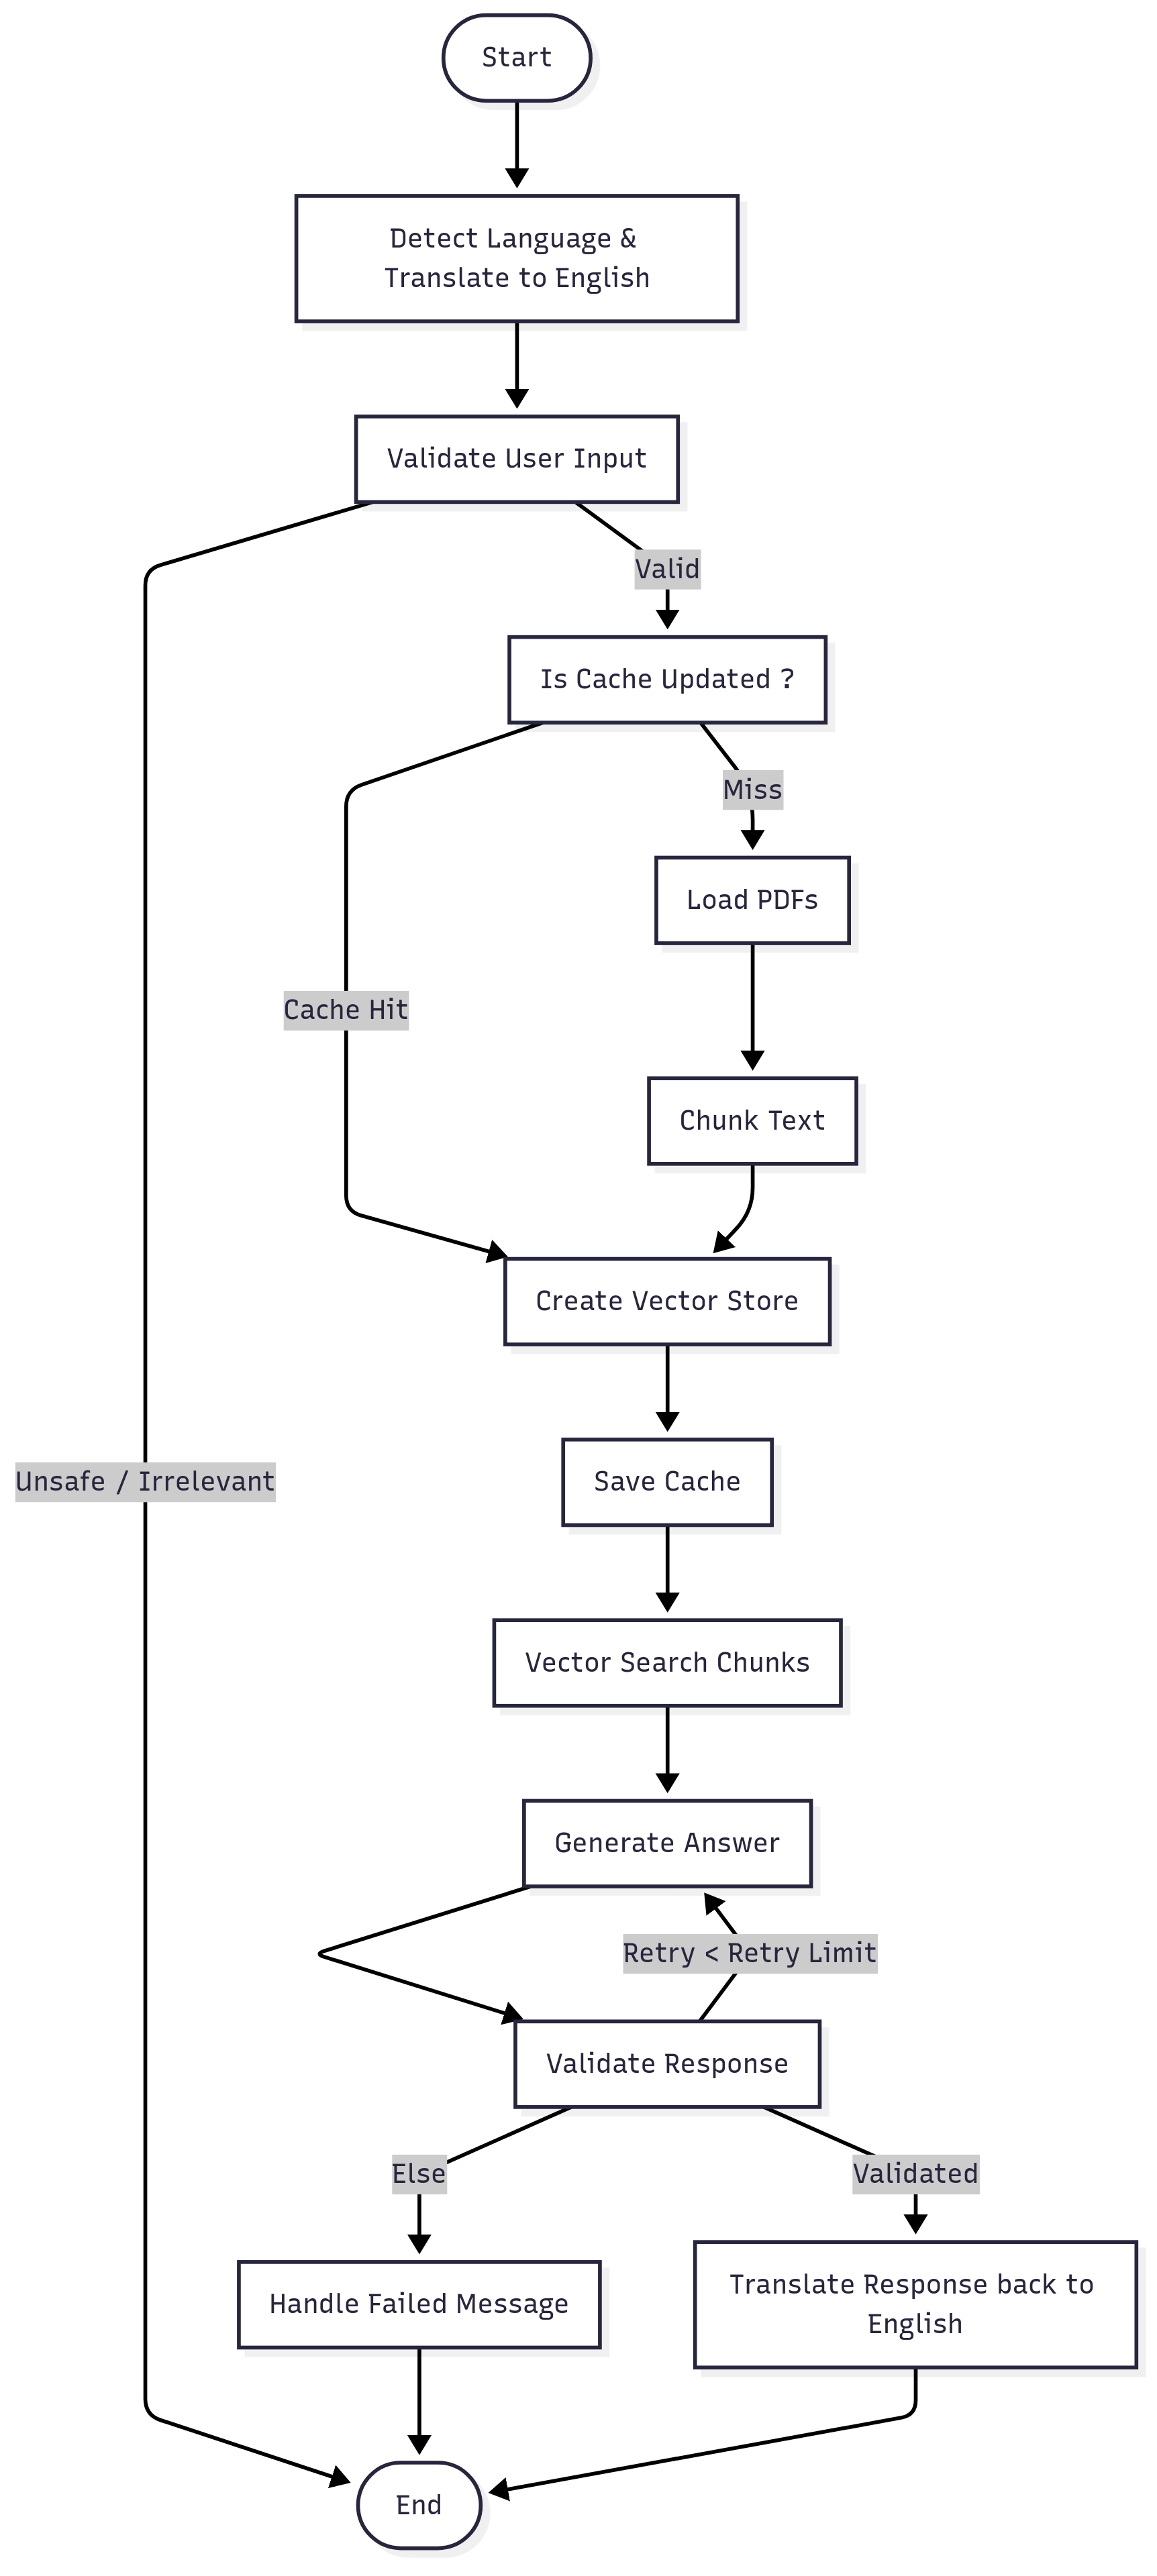 Start
Detect Language &
Translate to English
Validate User Input
Valid
Is Cache Updated ?
Miss
Load PDFs
Cache Hit
Chunk Text
Create Vector Store
Unsafe / Irrelevant
Save Cache
Vector Search Chunks
Generate Answer
Retry < Retry Limit
Validate Response
Else
Validated
Handle Failed Message
Translate Response back to
English
End